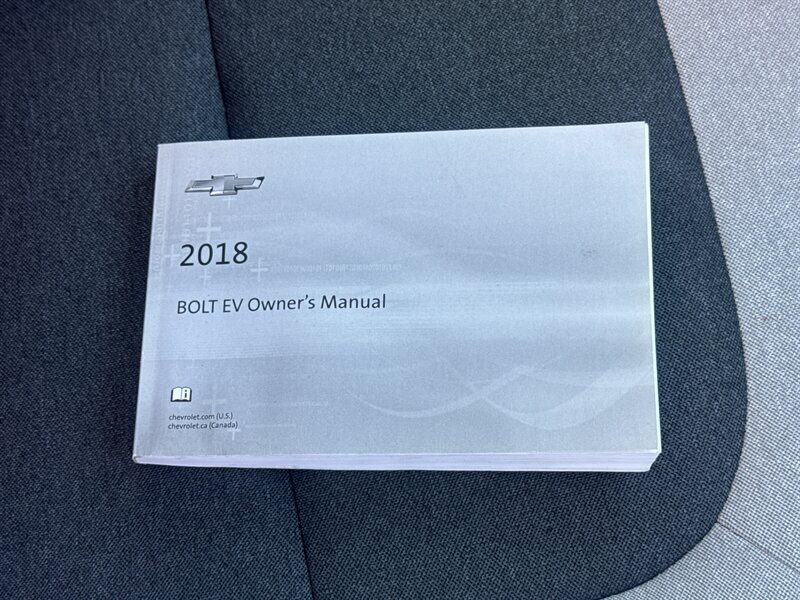 2018
BOLT EV Owner's Manual
chevrolet.com (U.S.)
chevrolet.ca (Canada)